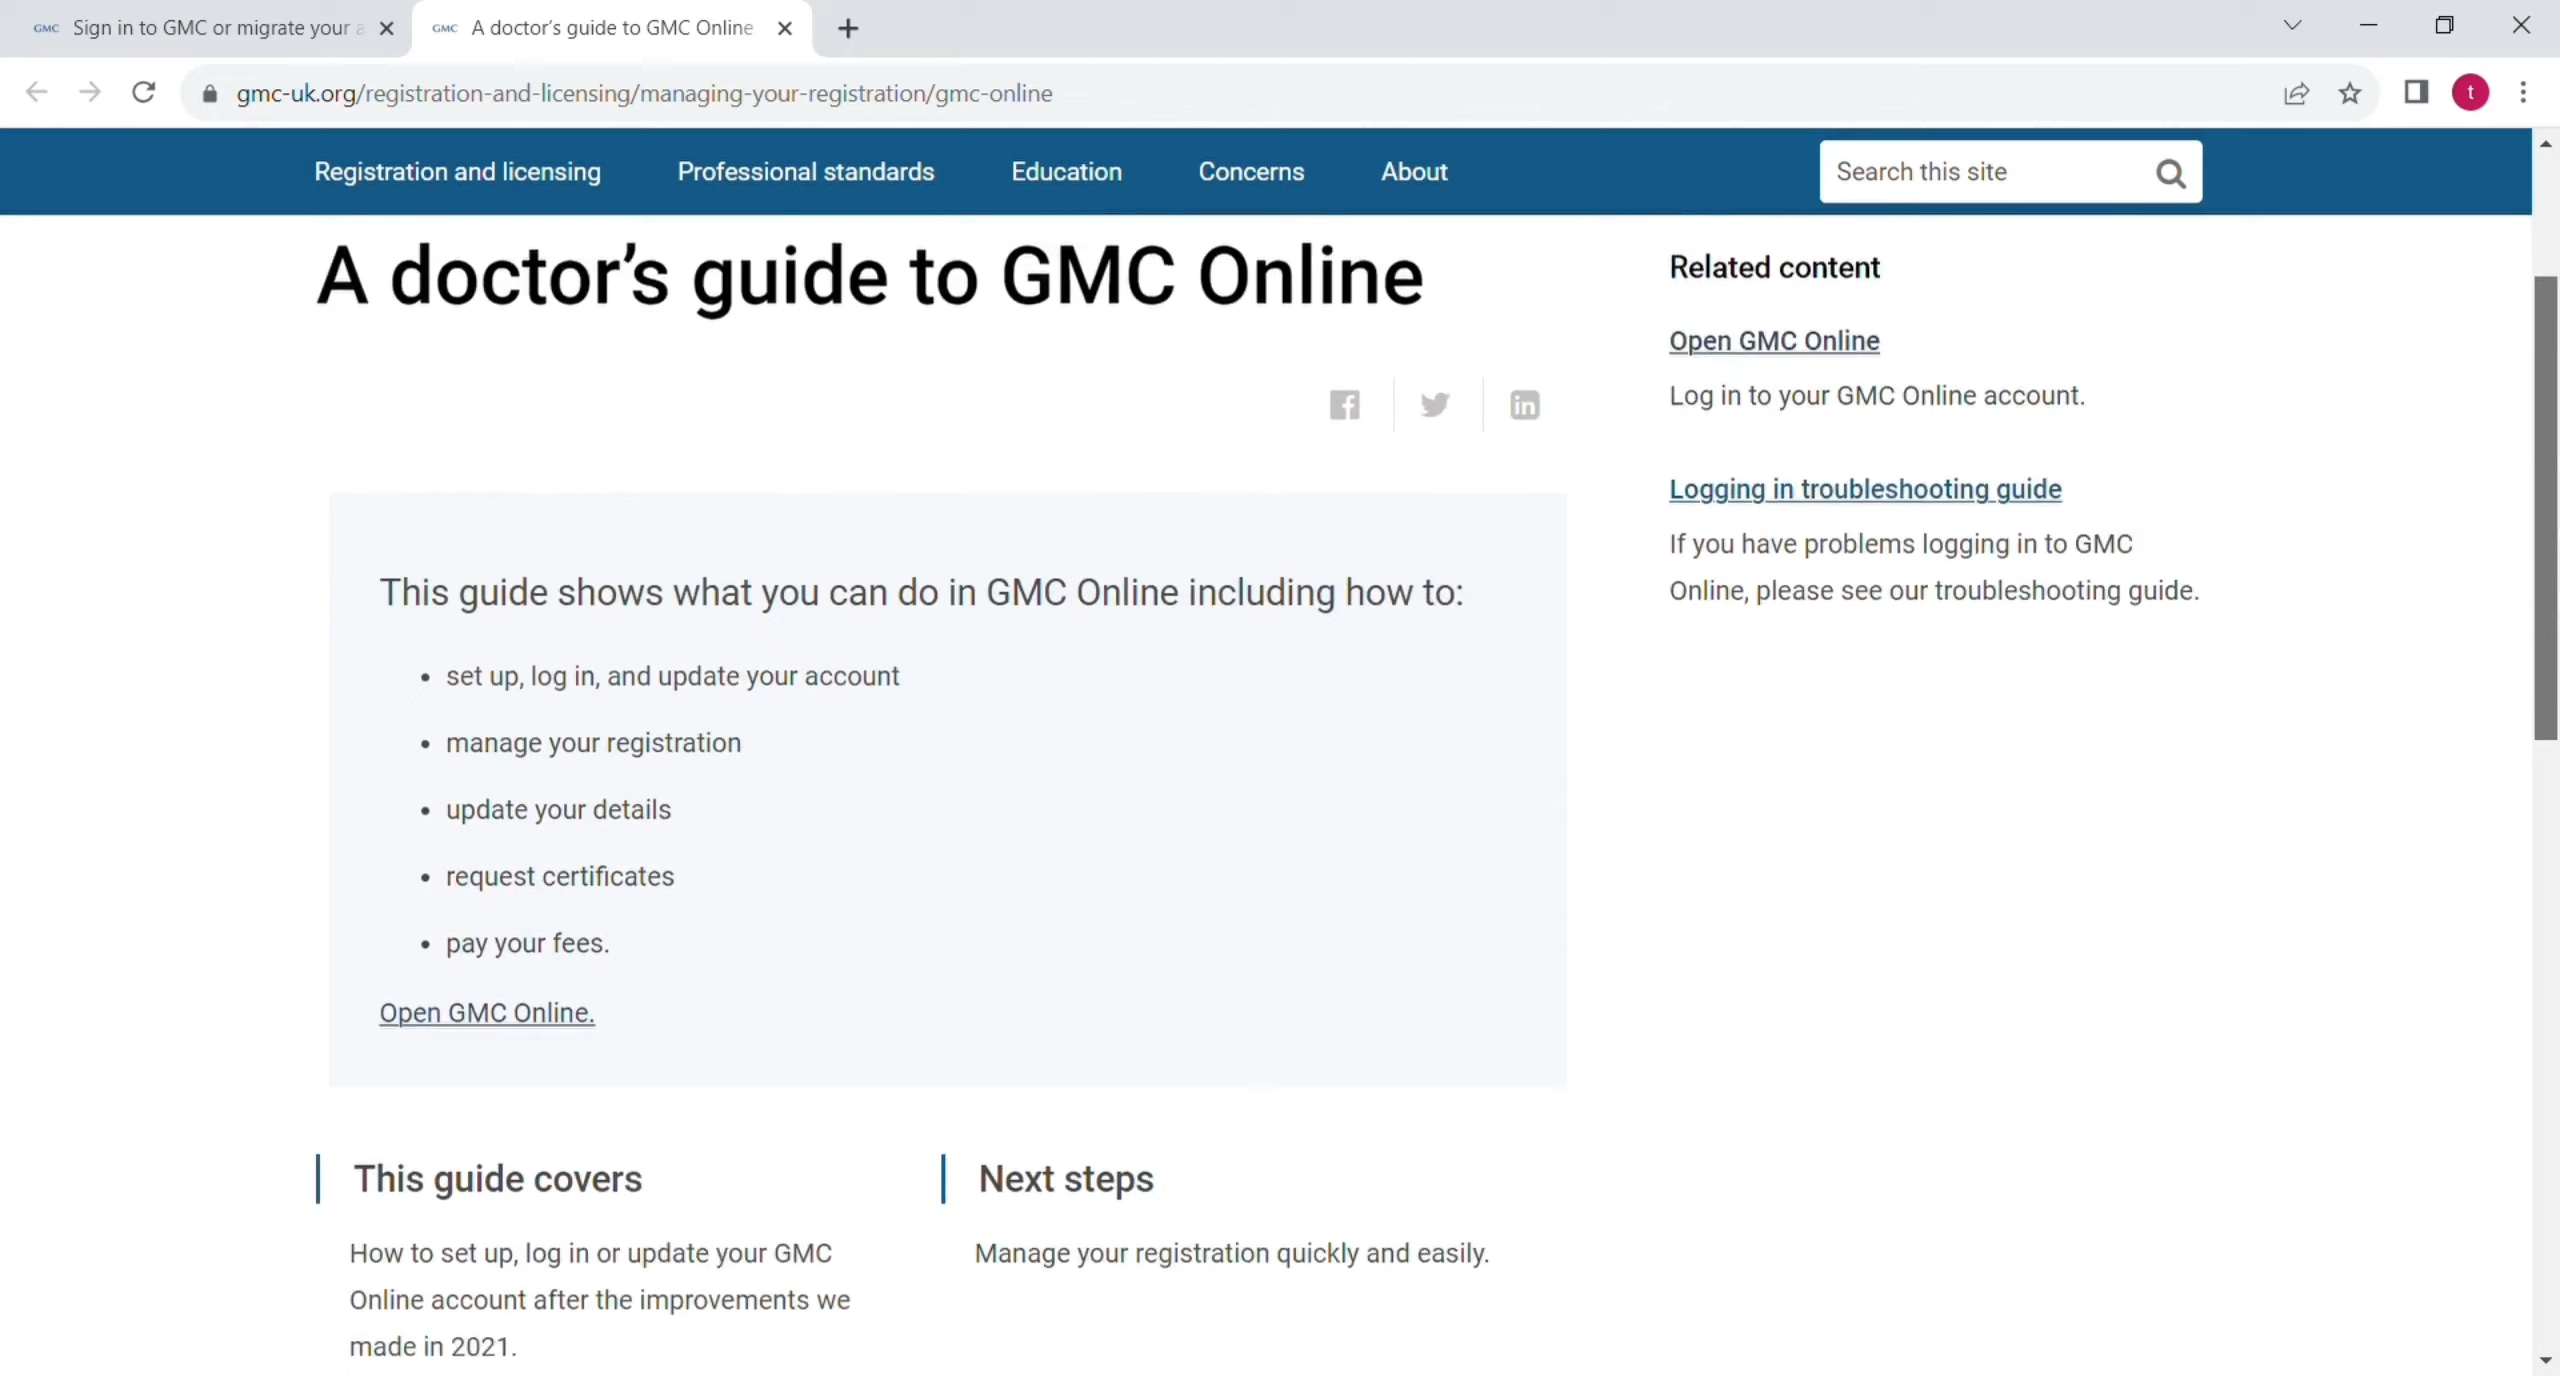 GMC Sign in to GMC or migrate your a
GMC A doctor's guide to GMC Online
gmc-uk.org/registration-and-licensing/managing-your-registration/gmc-online
t
Registration and licensing Professional standards Education Concerns About
Search this site
A doctor's guide to GMC Online
Related content
Open GMC Online
Log in to your GMC Online account.
Logging in troubleshooting guide
If you have problems logging in to GMC
Online, please see our troubleshooting guide.
This guide shows what you can do in GMC Online including how to:
• set up, log in, and update your account
• manage your registration
• update your details
• request certificates
• pay your fees.
Open GMC Online.
This guide covers
How to set up, log in or update your GMC
Online account after the improvements we
made in 2021.
Next steps
Manage your registration quickly and easily.